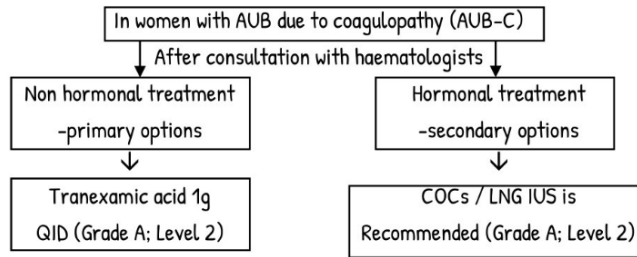 In women with AUB due to coagulopathy (AUB-C)
After consultation with haematologists
Non hormonal treatment
-primary options
Hormonal treatment
-secondary options
Tranexamic acid 1g
QID (Grade A; Level 2)
COCs / LNG IUS is
Recommended (Grade A; Level 2)